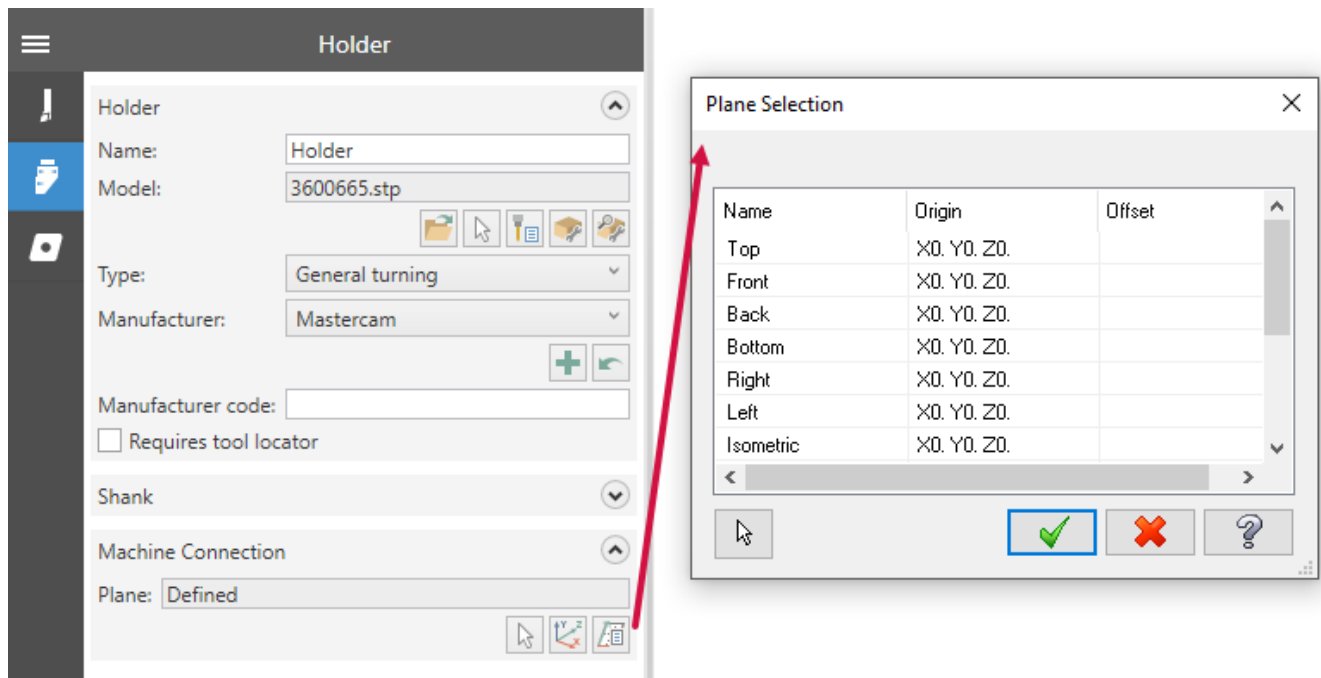 Holder
Holder
Name: Holder
Model: 3600665.stp
Type: General turning
Manufacturer: Mastercam
Manufacturer code:
Requires tool locator
Shank
Machine Connection
Plane: Defined
Plane Selection
Name Origin Offset
Top X0. Y0. Z0.
Front X0. Y0. Z0.
Back X0. Y0. Z0.
Bottom X0. Y0. Z0.
Right X0. Y0. Z0.
Left X0. Y0. Z0.
Isometric X0. Y0. Z0.